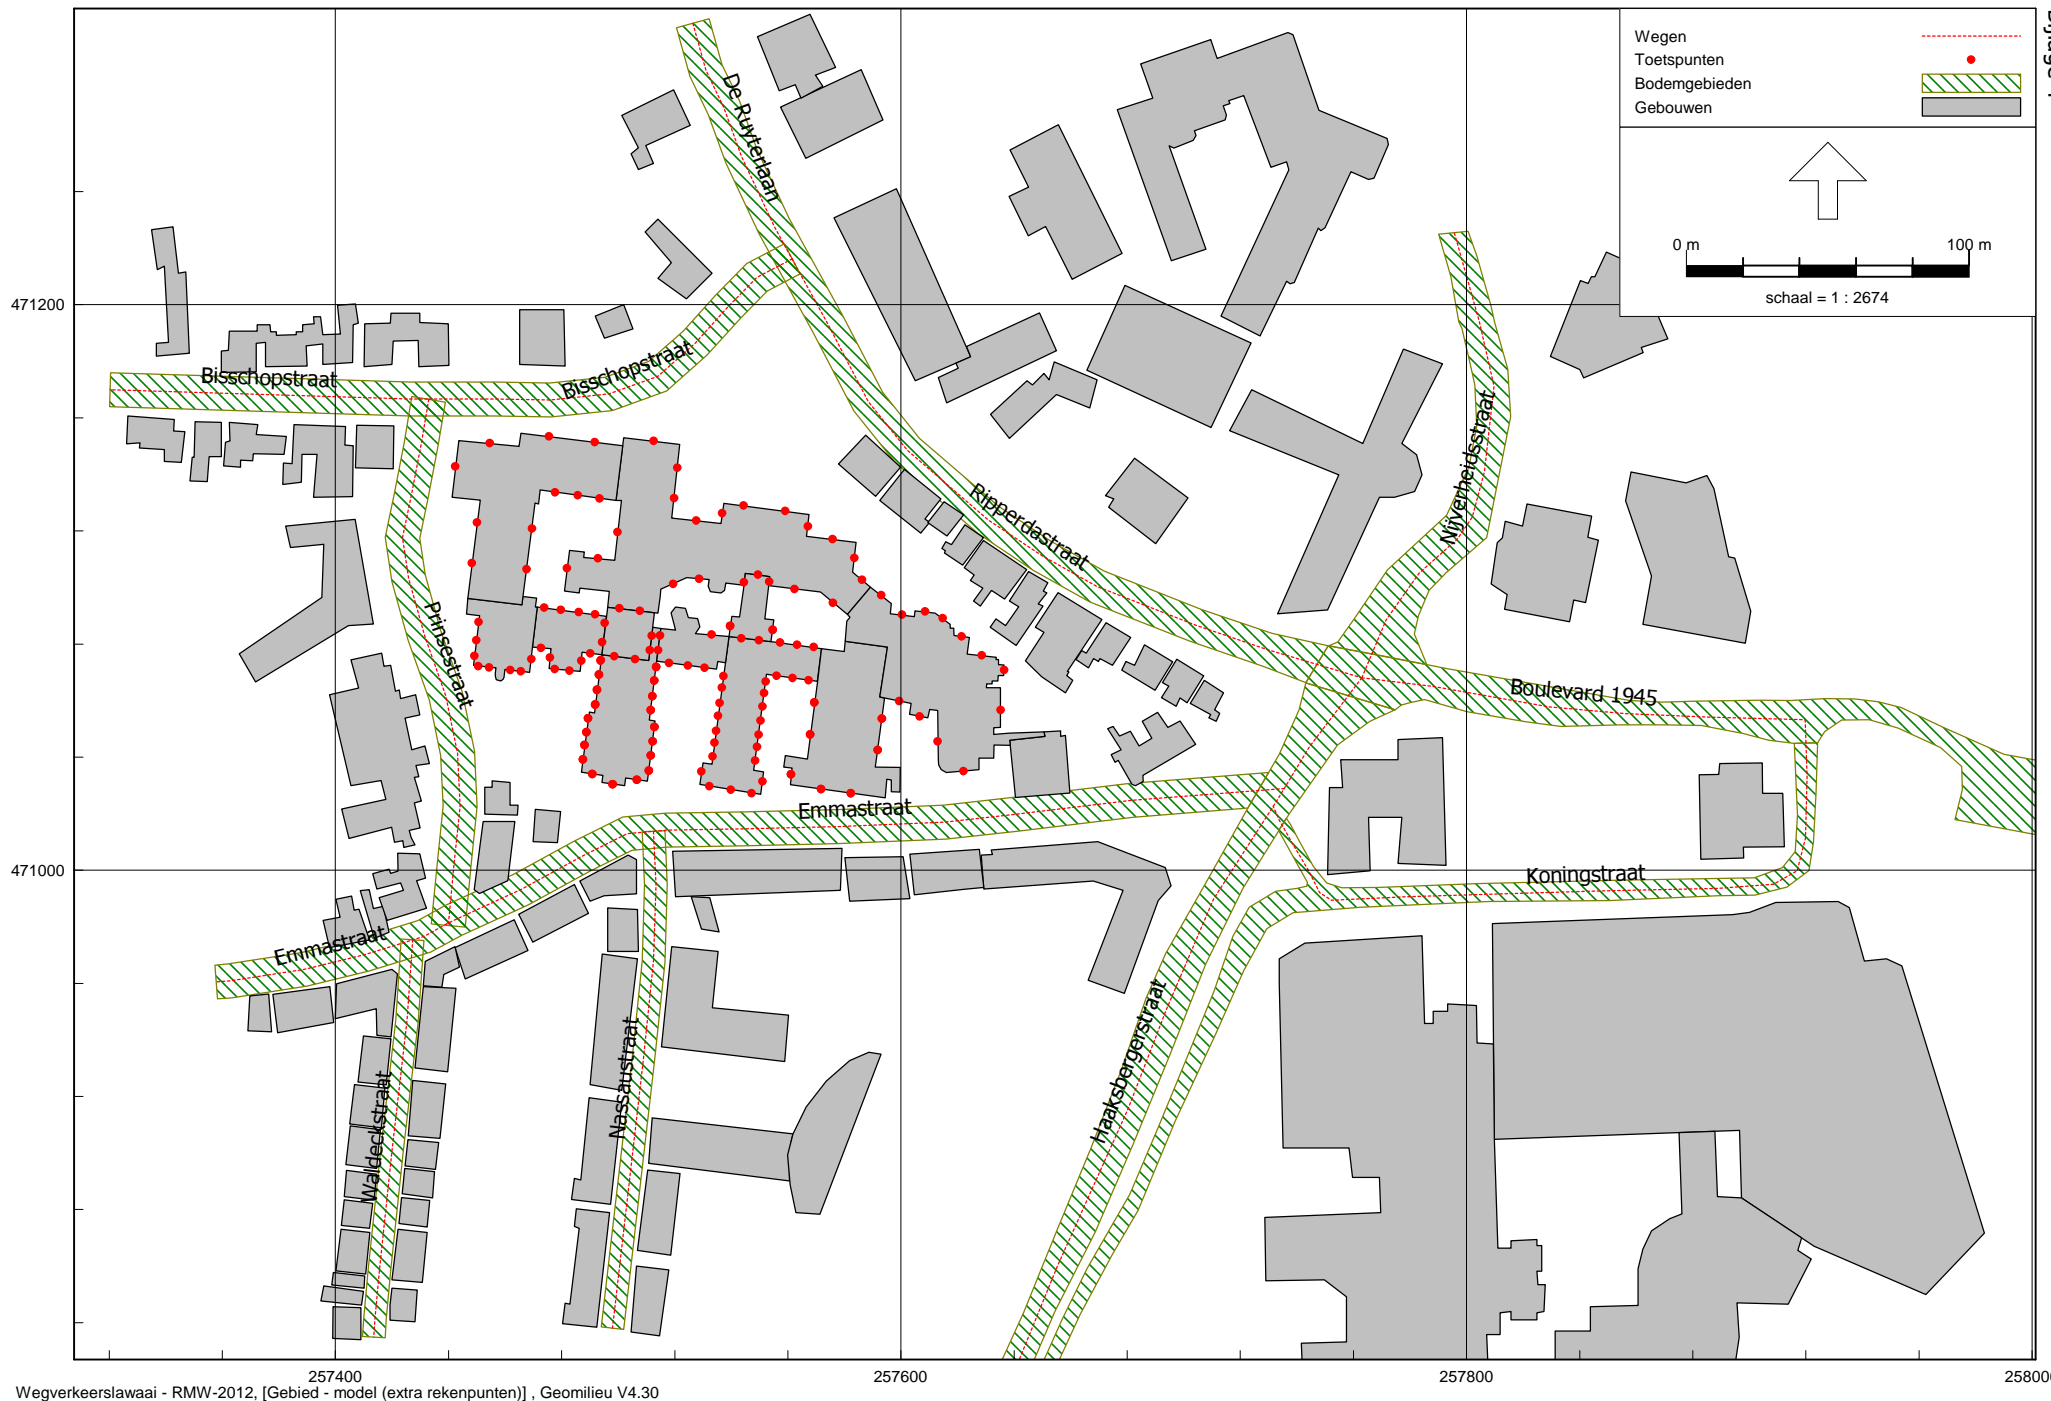 Wegen
Toetspunten
Bodemgebieden
Gebouwen
0 m
100 m
schaal = 1 : 2674
De Ruyterlaan
471200
Bisschopstraat
Bisschopstraat
Nijverheidsstraat
Ripperdastraat
Prinsestraat
Boulevard 1945
Emmastraat
471000
Koningstraat
Emmastraat
Haaksbergerstraat
Nassaustraat
Waldeckstraat
257400
257600
257800
Wegverkeerslawaai - RMW-2012, [Gebied - model (extra rekenpunten)] , Geomilieu V4.30